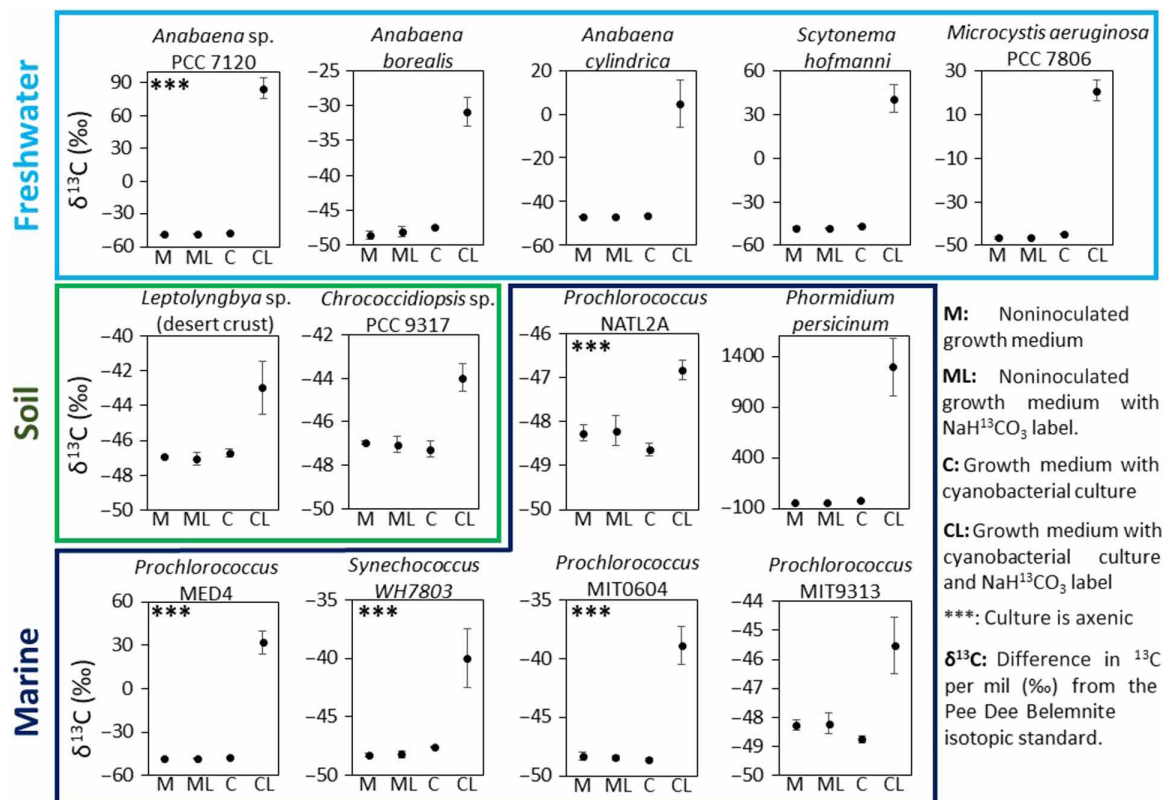 Freshwater
Anabaena sp.
PCC 7120
***
δ13C (‰)
90
60
30
0
−30
−60
M ML C CL
Anabaena
borealis
−25
−30
−35
−40
−45
−50
M ML C CL
Anabaena
cylindrica
20
0
−20
−40
−60
M ML C CL
Scytonema
hofmanni
60
30
0
−30
−60
M ML C CL
Microcystis aeruginosa
PCC 7806
30
10
−10
−30
−50
M ML C CL
Soil
Leptolyngbya sp.
(desert crust)
δ13C (‰)
−40
−42
−44
−46
−48
−50
M ML C CL
Chrococcidiopsis sp.
PCC 9317
−42
−44
−46
−48
−50
M ML C CL
Prochlorococcus
NATL2A
***
−46
−47
−48
−49
−50
M ML C CL
Phormidium
persicinum
1400
900
400
−100
M ML C CL
Marine
Prochlorococcus
MED4
***
δ13C (‰)
60
30
0
−30
−60
M ML C CL
Synechococcus
WH7803
***
−35
−40
−45
−50
M ML C CL
Prochlorococcus
MIT0604
***
−35
−40
−45
−50
M ML C CL
Prochlorococcus
MIT9313
−44
−45
−46
−47
−48
−49
−50
M ML C CL
M: Noninoculated
growth medium
ML: Noninoculated
growth medium with
NaH13CO3 label.
C: Growth medium with
cyanobacterial culture
CL: Growth medium with
cyanobacterial culture
and NaH13CO3 label
***: Culture is axenic
δ13C: Difference in 13C
per mil (‰) from the
Pee Dee Belemnite
isotopic standard.